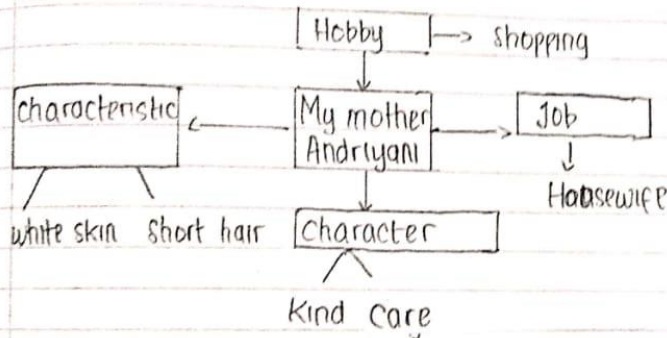 Hobby → shopping
characteristic
My mother
Andriyani
Job
Housewife
white skin short hair
Character
Kind care